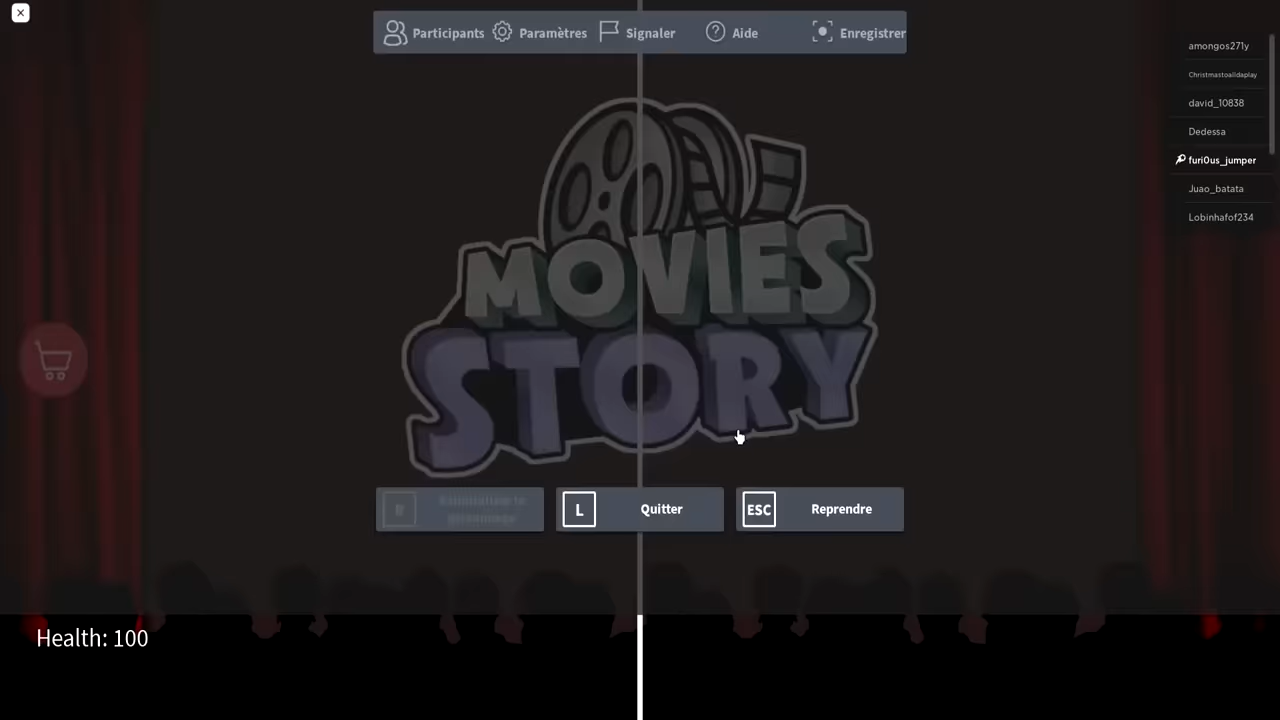 Participants
Paramètres
Signaler
Aide
Enregistrer
amongos271y
Christmastoalldaplay
david_10838
Dedessa
furi0us_jumper
Juao_batata
Lobinhafof234
MOVIES
STORY
L
Quitter
ESC
Reprendre
Health: 100